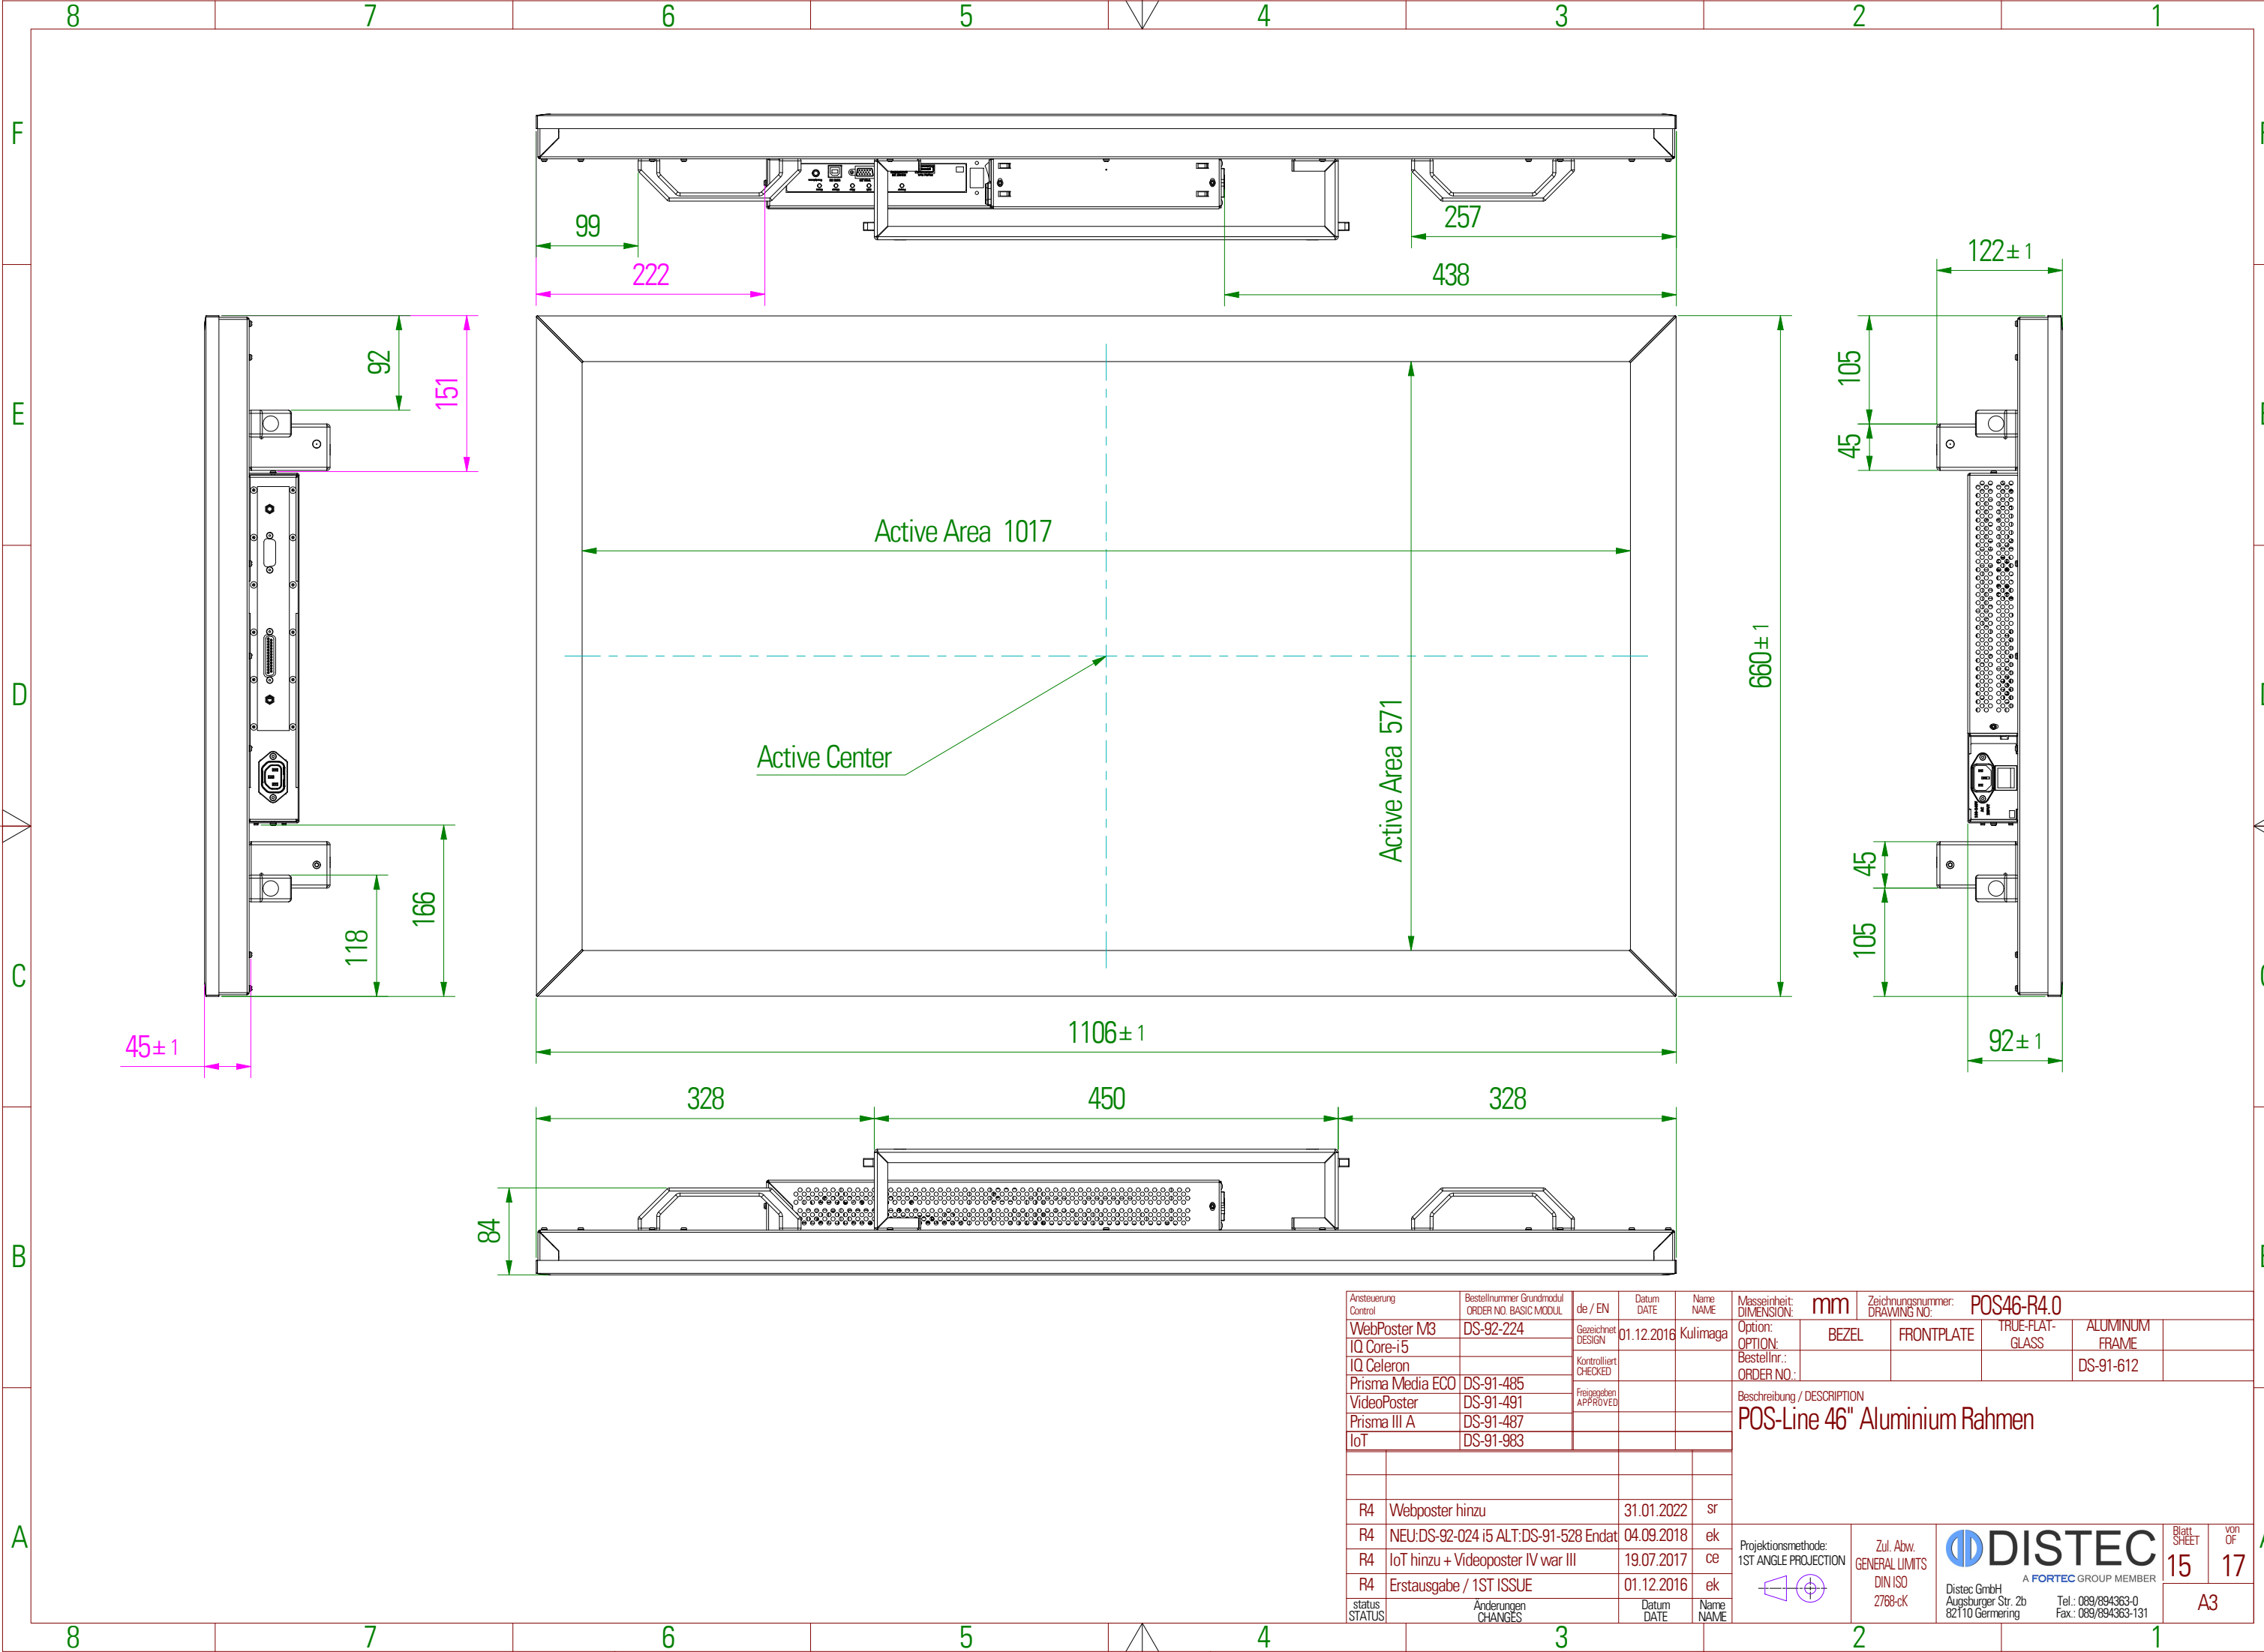 8 7 6 5 4 3 2 1
F
E
D
C
B
A
99
222
257
438
122± 1
92
151
105
45
Active Area 1017
Active Center
Active Area 571
660± 1
166
118
45
105
45± 1
1106± 1
92± 1
328 450 328
84
Ansteuerung
Control
Bestellnummer Grundmodul
ORDER NO. BASIC MODUL
WebPoster M3 DS-92-224
IQ Core-i5
IQ Celeron
Prisma Media ECO DS-91-485
VideoPoster DS-91-491
Prisma III A DS-91-487
IoT DS-91-983
de / EN
Datum
DATE
Name
NAME
Gezeichnet
DESIGN
01.12.2016 Kulimaga
Kontrolliert
CHECKED
Freigegeben
APPROVED
Masseinheit:
DIMENSION:
mm
Zeichnungsnummer:
DRAWING NO:
POS46-R4.0
Option:
OPTION:
BEZEL
FRONTPLATE
TRUE-FLAT-
GLASS
ALUMINUM
FRAME
Bestellnr.:
ORDER NO.:
DS-91-612
Beschreibung / DESCRIPTION
POS-Line 46" Aluminium Rahmen
R4 Webposter hinzu 31.01.2022 sr
R4 NEU:DS-92-024 i5 ALT:DS-91-528 Endat 04.09.2018 ek
R4 IoT hinzu + Videoposter IV war III 19.07.2017 ce
R4 Erstausgabe / 1ST ISSUE 01.12.2016 ek
status
STATUS
Änderungen
CHANGES
Datum
DATE
Name
NAME
Projektionsmethode:
1ST ANGLE PROJECTION
Zul. Abw.
GENERAL LIMITS
DIN ISO
2768-cK
DISTEC
A FORTEC GROUP MEMBER
Distec GmbH
Augsburger Str. 2b Tel.: 089/894363-0
82110 Germering Fax.: 089/894363-131
Blatt
SHEET
15
von
OF
17
A3
8 7 6 5 4 3 2 1